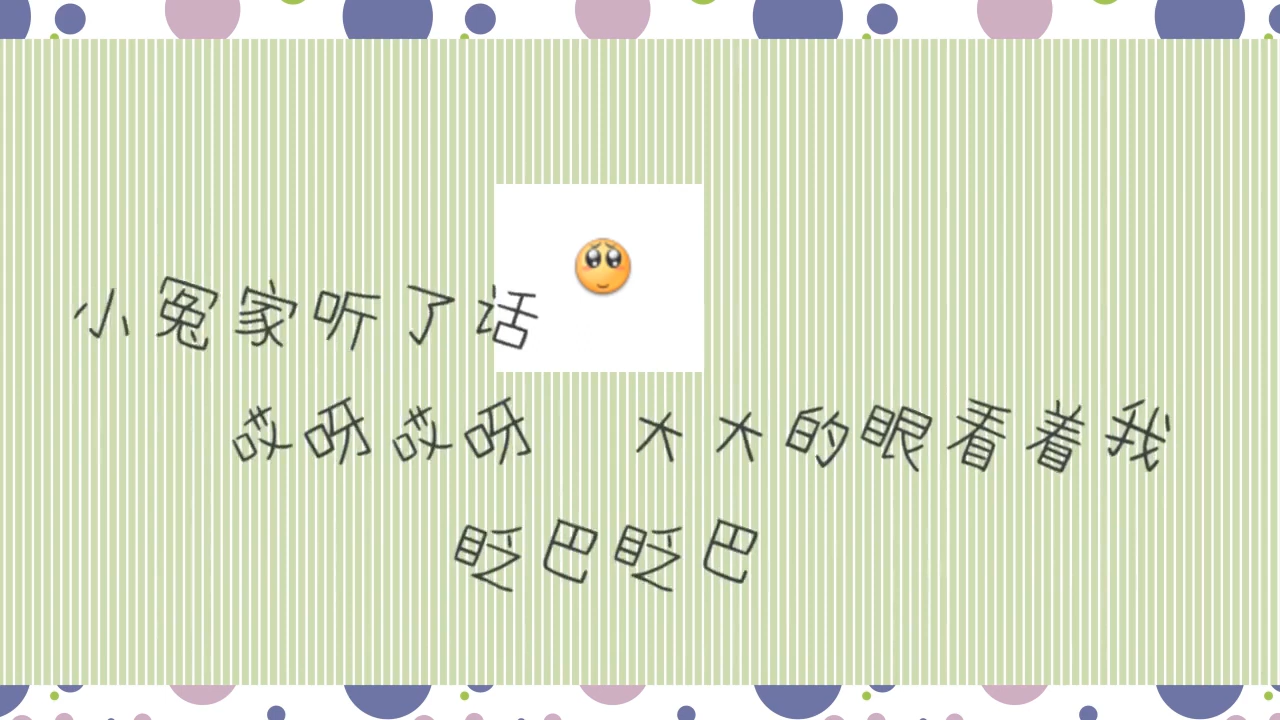 小冤家听了话
哎呀哎呀 大大的眼看着我
眨巴眨巴